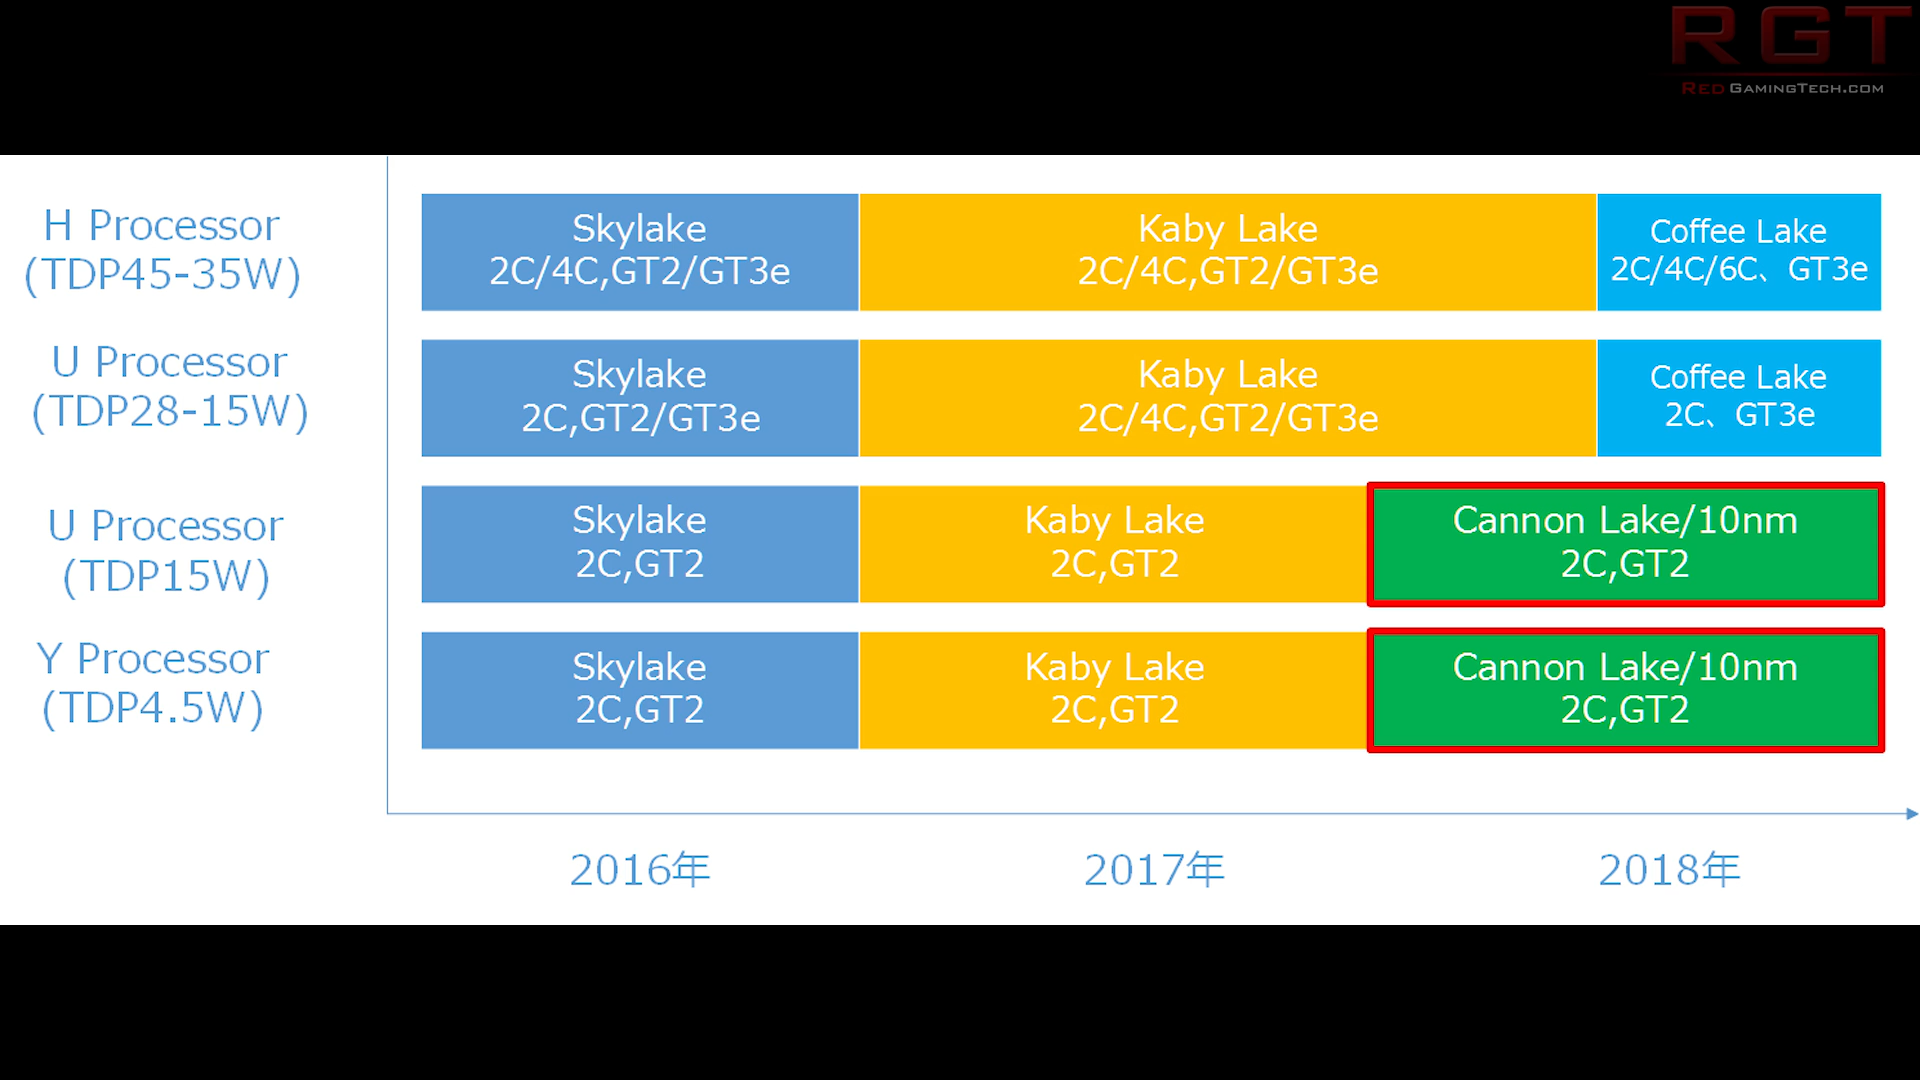 RGT
RED GAMINGTECH.COM
H Processor
(TDP45-35W)
Skylake
2C/4C,GT2/GT3e
Kaby Lake
2C/4C,GT2/GT3e
Coffee Lake
2C/4C/6C、GT3e
U Processor
(TDP28-15W)
Skylake
2C,GT2/GT3e
Kaby Lake
2C/4C,GT2/GT3e
Coffee Lake
2C、GT3e
U Processor
(TDP15W)
Skylake
2C,GT2
Kaby Lake
2C,GT2
Cannon Lake/10nm
2C,GT2
Y Processor
(TDP4.5W)
Skylake
2C,GT2
Kaby Lake
2C,GT2
Cannon Lake/10nm
2C,GT2
2016年
2017年
2018年